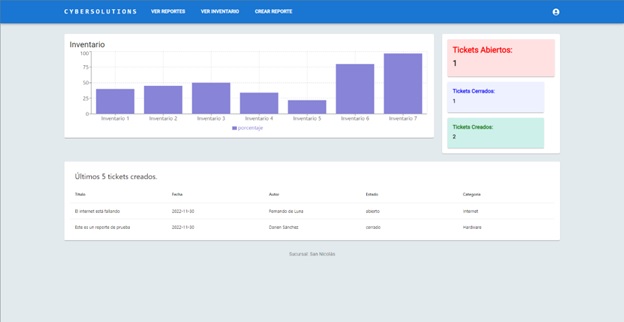 CYBERSOLUTIONS VER REPORTES VER INVENTARIO CREAR REPORTE
Inventario
100
75
50
25
0
Inventario 1 Inventario 2 Inventario 3 Inventario 4 Inventario 5 Inventario 6 Inventario 7
porcentaje
Tickets Abiertos:
1
Tickets Cerrados:
1
Tickets Creados:
2
Últimos 5 tickets creados.
Título Fecha Autor Estado Categoria
El internet está fallando 2022-11-30 Fernando de Luna abierto Internet
Este es un reporte de prueba 2022-11-30 Zaixen Sánchez cerrado Hardware
Sucursal: San Nicolás